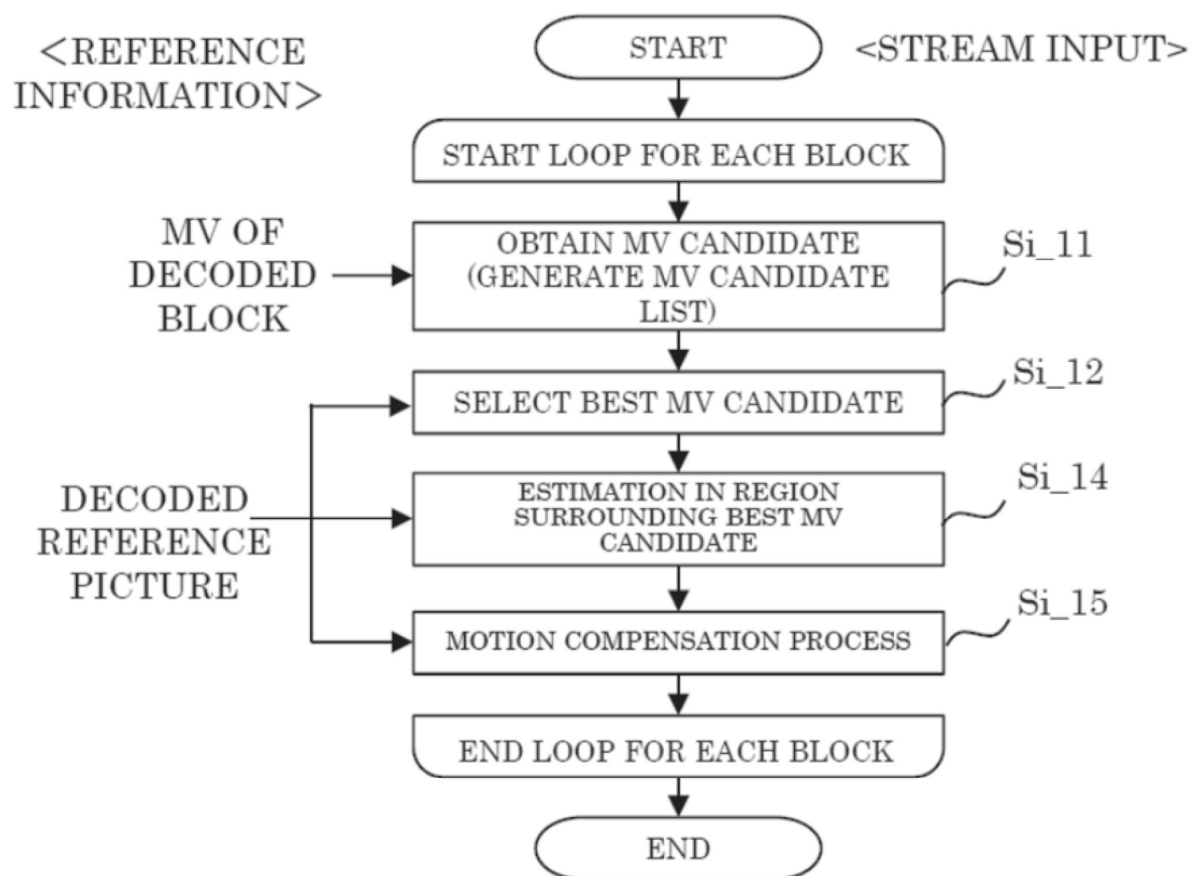 <REFERENCE
INFORMATION>
START
<STREAM INPUT>
START LOOP FOR EACH BLOCK
MV OF
DECODED
BLOCK
OBTAIN MV CANDIDATE
(GENERATE MV CANDIDATE
LIST)
Si_11
SELECT BEST MV CANDIDATE
Si_12
DECODED
REFERENCE
PICTURE
ESTIMATION IN REGION
SURROUNDING BEST MV
CANDIDATE
Si_14
MOTION COMPENSATION PROCESS
Si_15
END LOOP FOR EACH BLOCK
END